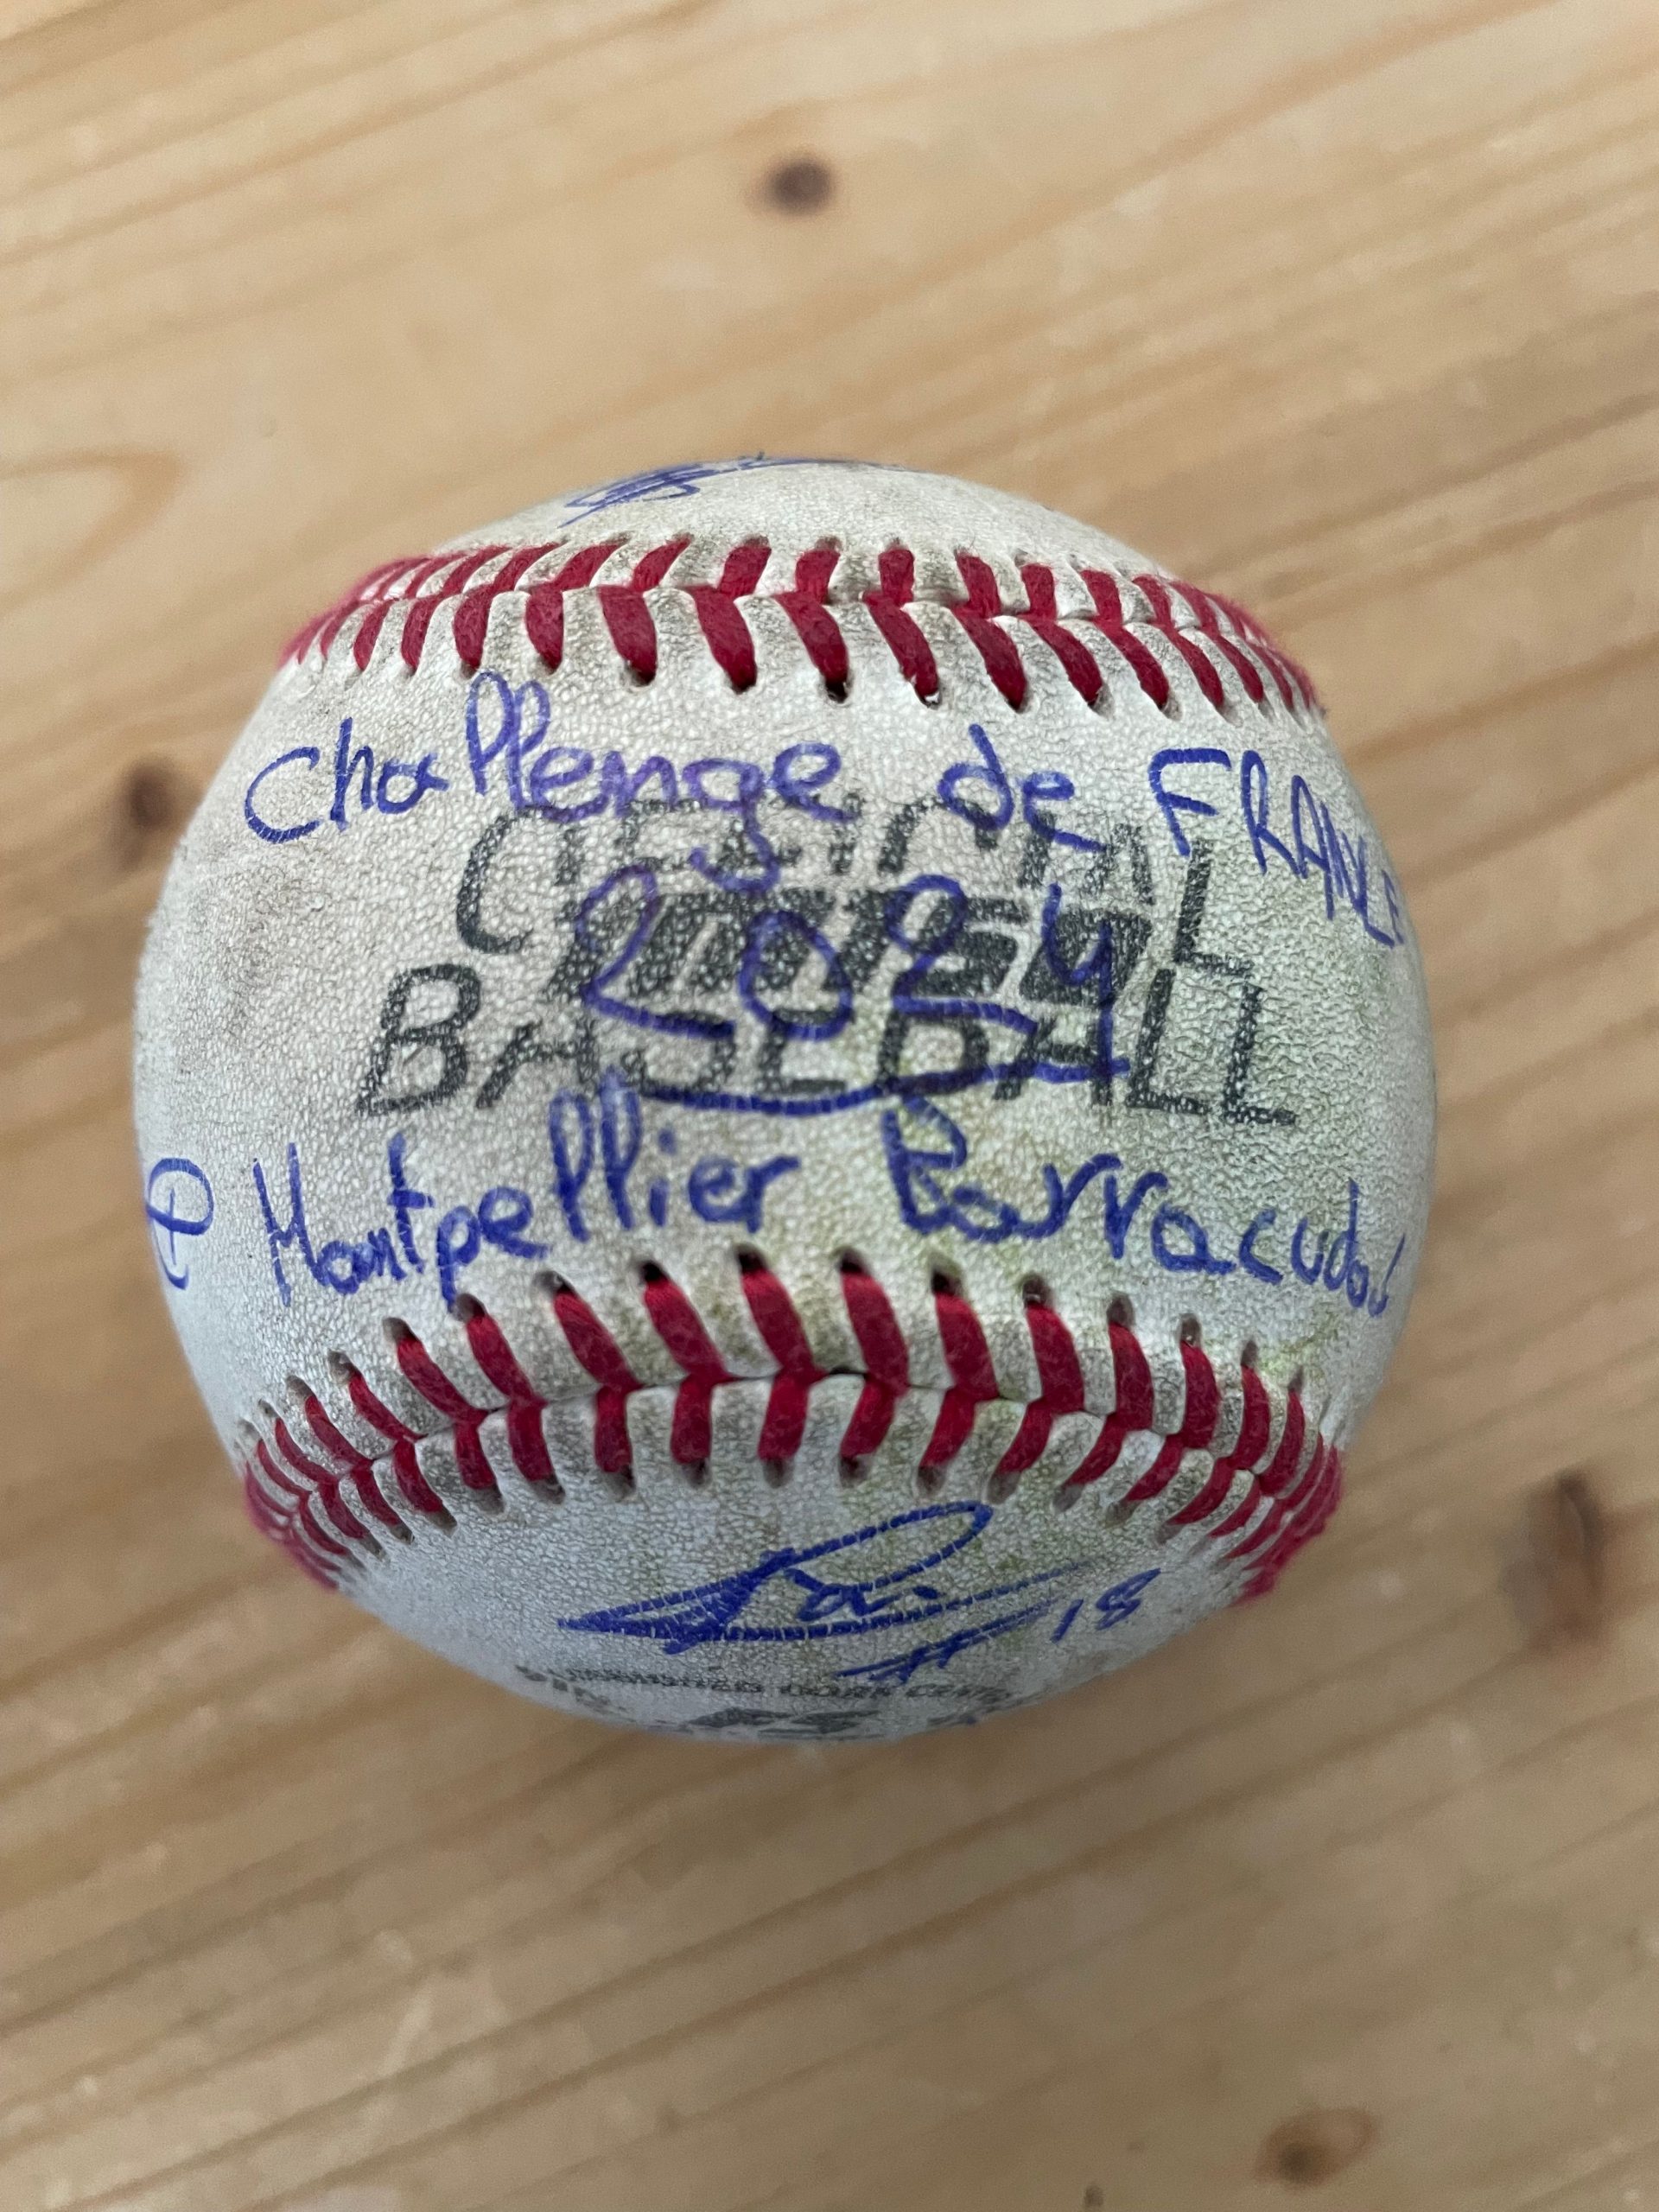 Challenge de FRANCE
OFFICIAL
2024
BASEBALL
@ Montpellier Barracudas
#18